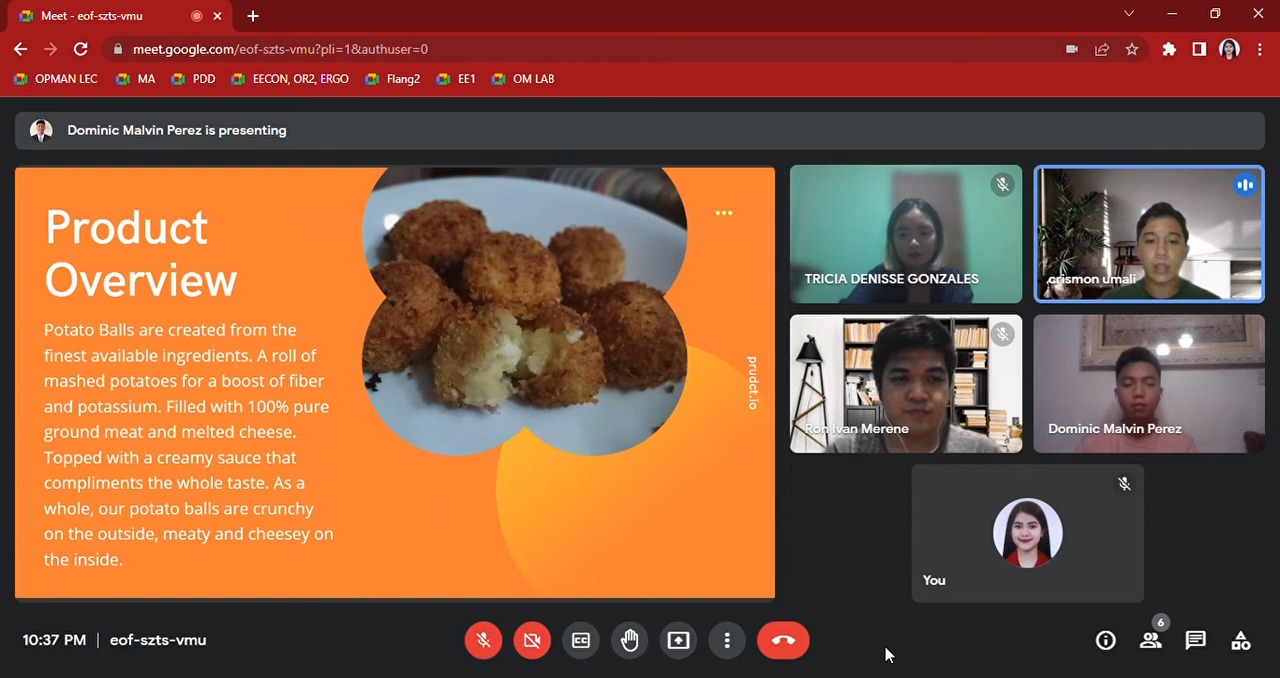 Meet - eof-szts-vmu
meet.google.com/eof-szts-vmu?pli=1&authuser=0
OPMAN LEC MA PDD EECON, OR2, ERGO Flang2 EE1 OM LAB
Dominic Malvin Perez is presenting
Product
Overview
Potato Balls are created from the
finest available ingredients. A roll of
mashed potatoes for a boost of fiber
and potassium. Filled with 100% pure
ground meat and melted cheese.
Topped with a creamy sauce that
compliments the whole taste. As a
whole, our potato balls are crunchy
on the outside, meaty and cheesey on
the inside.
prudct.io
TRICIA DENISSE GONZALES
crismon umali
Ron Ivan Merene
Dominic Malvin Perez
You
10:37 PM | eof-szts-vmu
CC
6